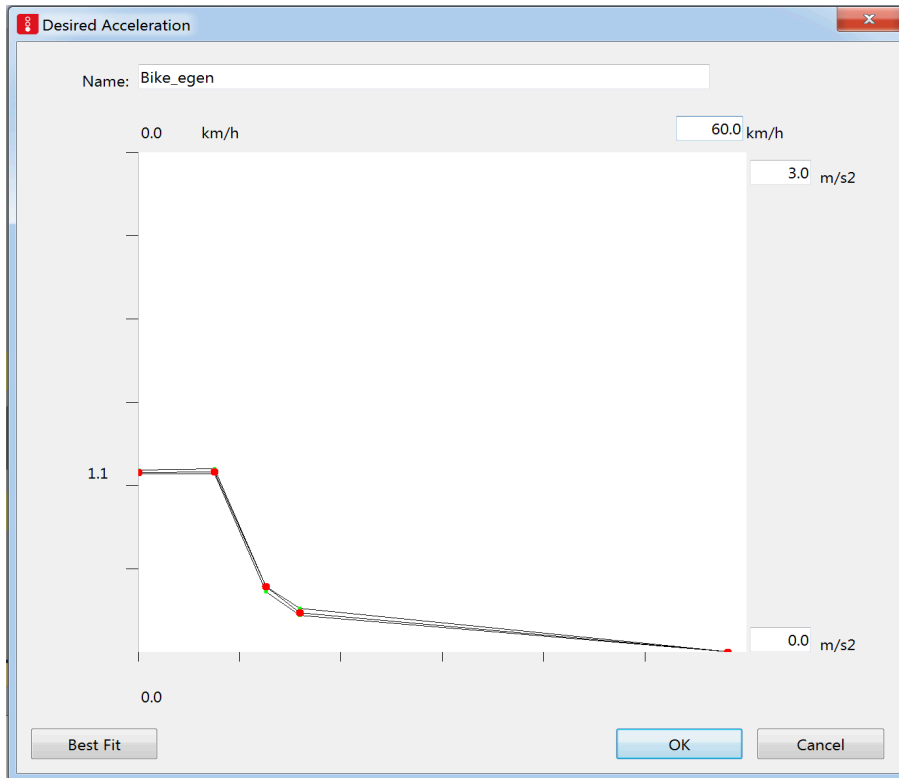 Desired Acceleration
Name: Bike_egen
0.0 km/h 60.0 km/h
3.0 m/s2
1.1
0.0 m/s2
0.0
Best Fit OK Cancel